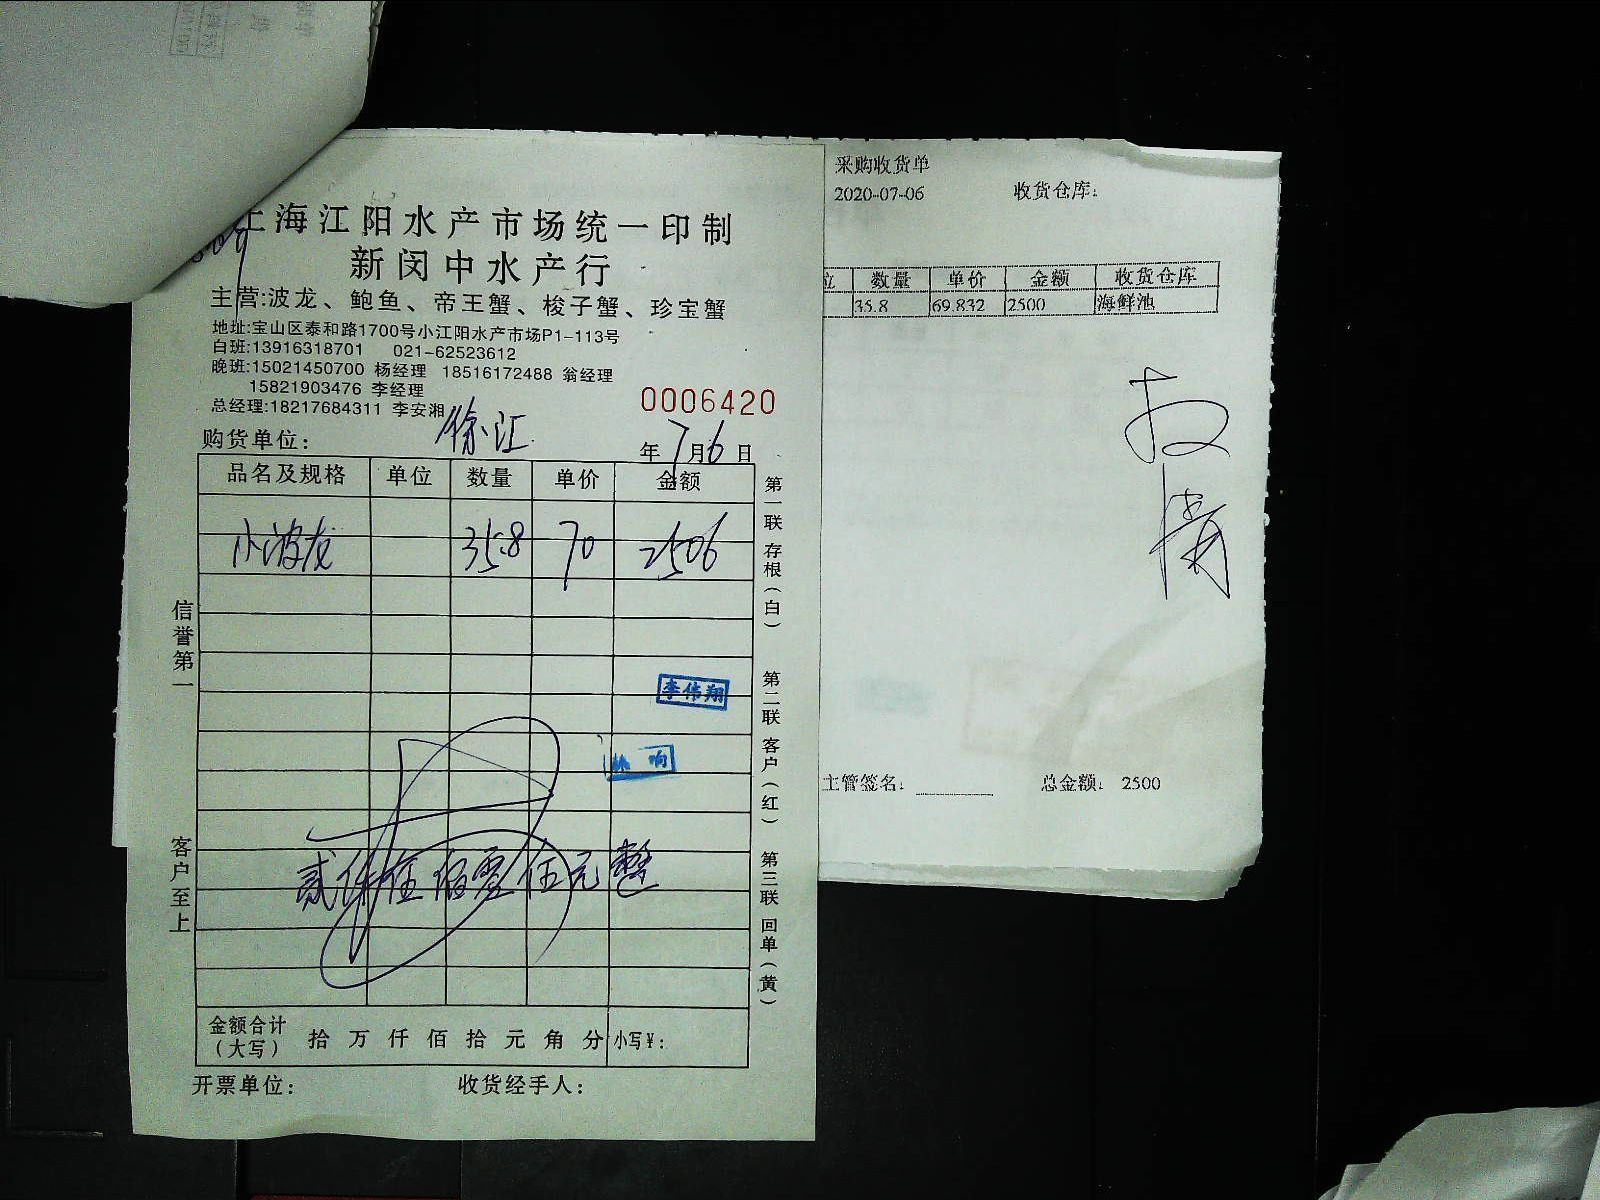 上海江阳水产市场统一印制
新闵中水产行
主营:波龙、鲍鱼、帝王蟹、梭子蟹、珍宝蟹
地址:宝山区泰和路1700号小江阳水产市场P1-113号
白班:13916318701 021-62523612
晚班:15021450700 杨经理 18516172488 翁经理
15821903476 李经理
总经理:18217684311 李安湘
0006420
购货单位: 徐汇
年7月6日
品名及规格 单位 数量 单价 金额
小波龙 35.8 70 2506
李伟翔
贰仟伍佰零伍元整
金额合计(大写) 拾 万 仟 佰 拾 元 角 分 小写¥:
开票单位: 收货经手人:
信誉第一
客户至上
第一联 存根(白)
第二联 客户(红)
第三联 回单(黄)
采购收货单
2020-07-06 收货仓库:
位 数量 单价 金额 收货仓库
35.8 69.832 2500 海鲜池
主管签名: 总金额: 2500